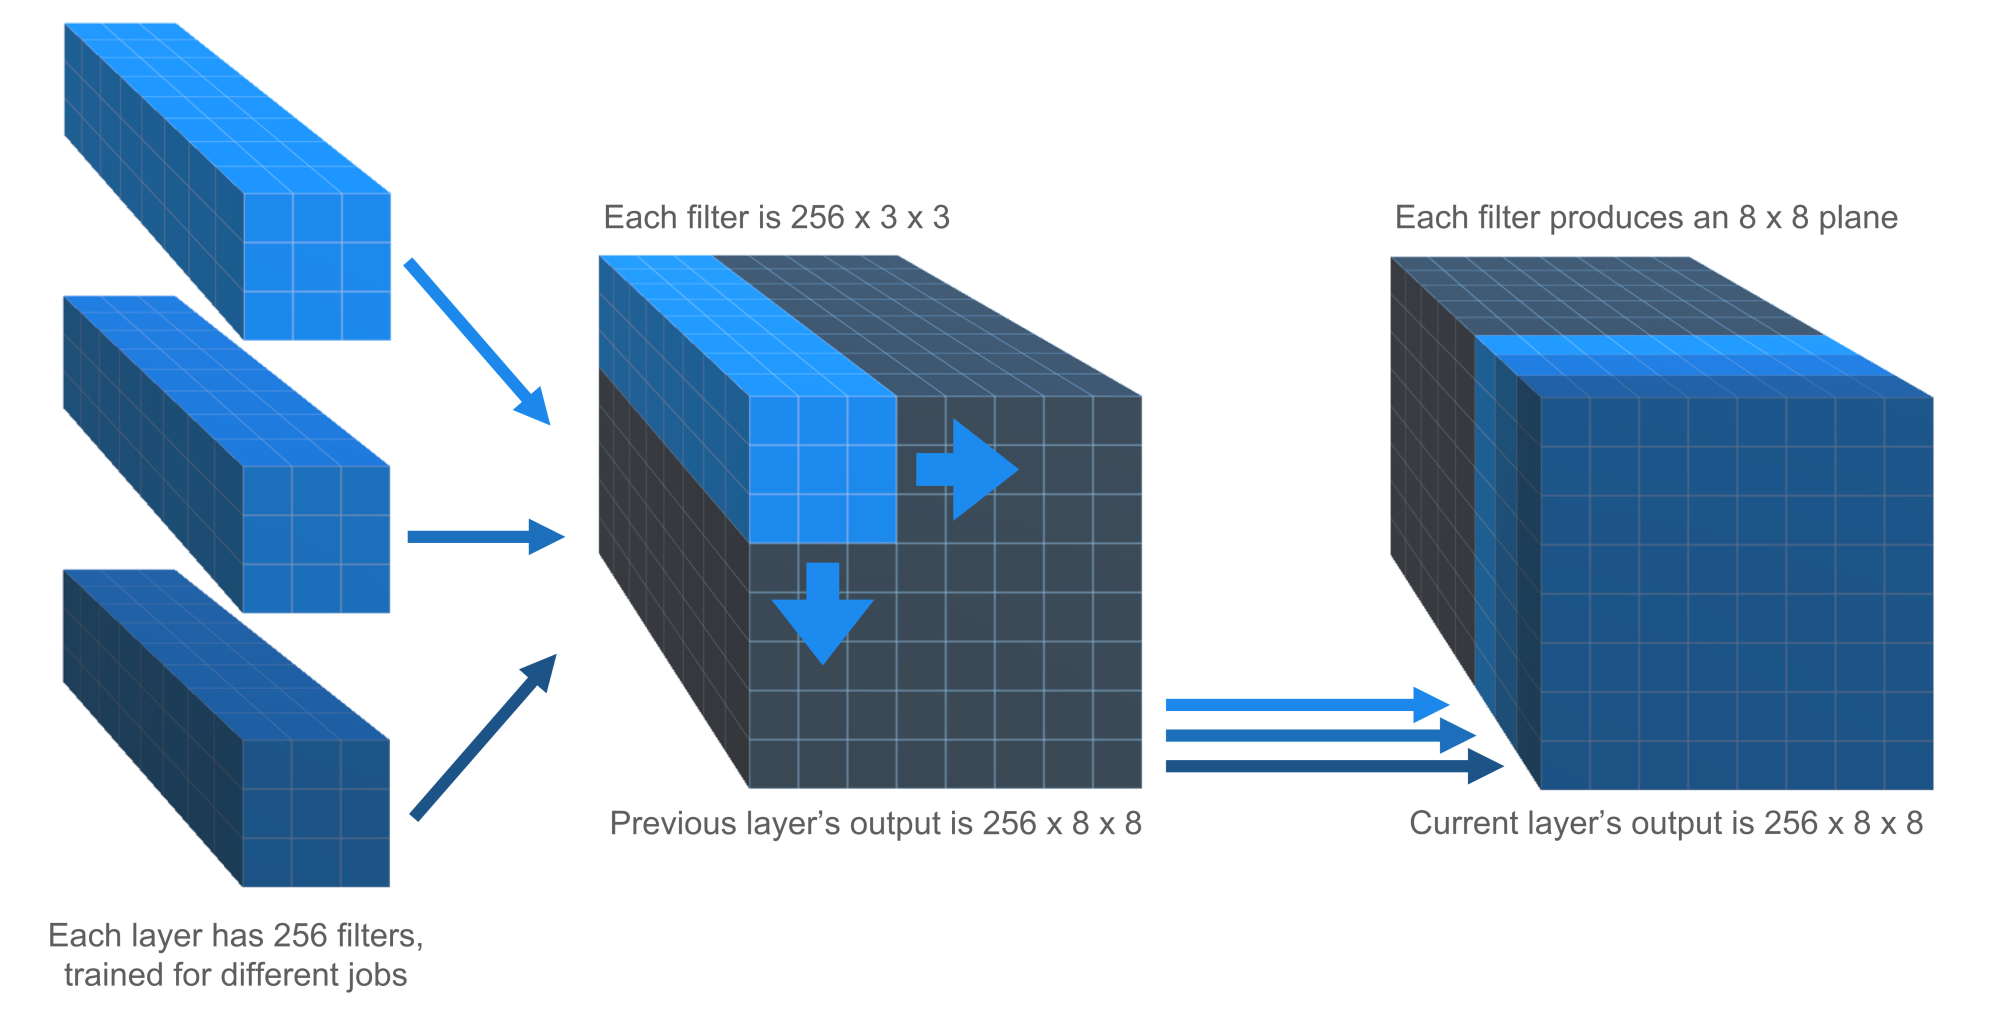 Each filter is 256 x 3 x 3
Each filter produces an 8 x 8 plane
Previous layer’s output is 256 x 8 x 8
Current layer’s output is 256 x 8 x 8
Each layer has 256 filters,
trained for different jobs